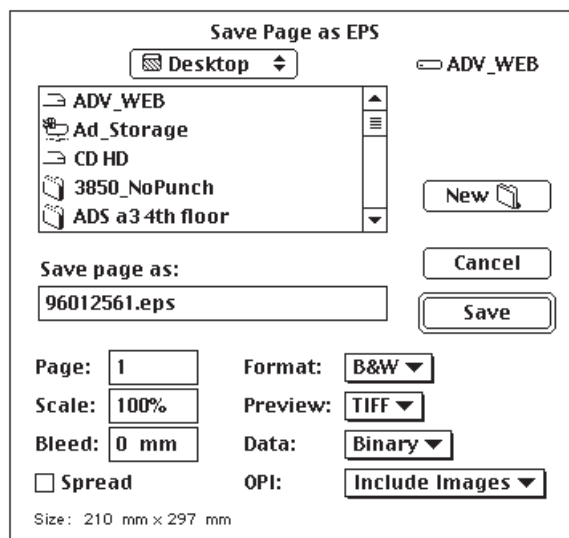 Save Page as EPS
Desktop
ADV_WEB
ADV_WEB
Ad_Storage
CD HD
3850_NoPunch
ADS a3 4th floor
New
Save page as:
Cancel
96012561.eps
Save
Page: 1 Format: B&W
Scale: 100% Preview: TIFF
Bleed: 0 mm Data: Binary
Spread OPI: Include Images
Size: 210 mm x 297 mm